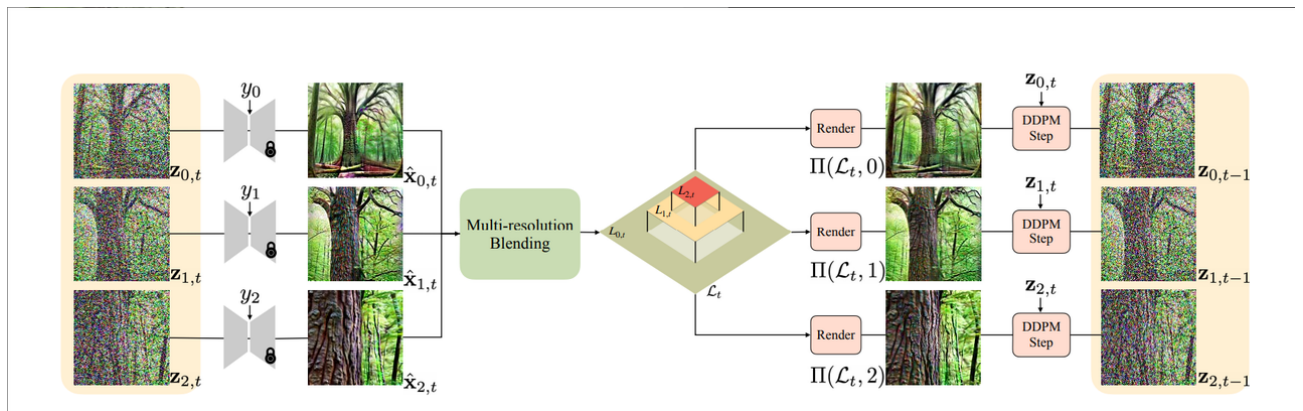 y₀
z₀,ₜ
x̂₀,ₜ
y₁
z₁,ₜ
x̂₁,ₜ
y₂
z₂,ₜ
x̂₂,ₜ
Multi-resolution
Blending
L₂,ₜ
L₁,ₜ
L₀,ₜ
ℒₜ
Render
Π(ℒₜ, 0)
z₀,ₜ
DDPM
Step
z₀,ₜ₋₁
Render
Π(ℒₜ, 1)
z₁,ₜ
DDPM
Step
z₁,ₜ₋₁
Render
Π(ℒₜ, 2)
z₂,ₜ
DDPM
Step
z₂,ₜ₋₁